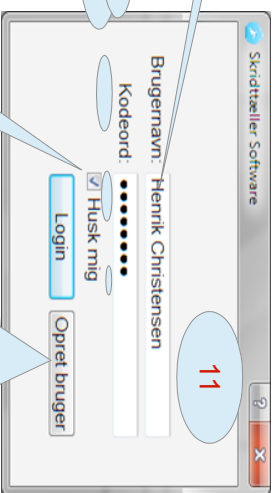 Skridttæller Software
Brugernavn: Henrik Christensen
Kodeord: ••••••••
Husk mig
Login Opret bruger
11